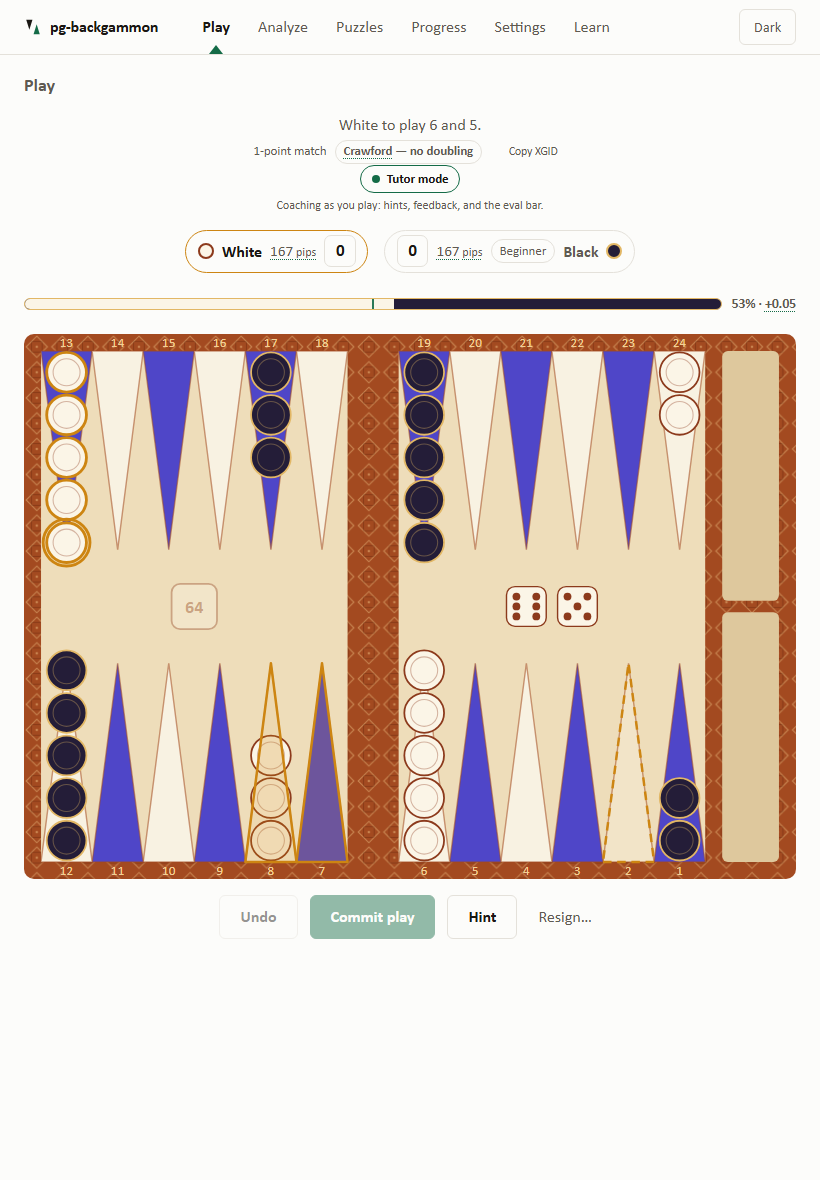 pg-backgammon Play Analyze Puzzles Progress Settings Learn Dark
Play
White to play 6 and 5.
1-point match Crawford — no doubling Copy XGID
Tutor mode
Coaching as you play: hints, feedback, and the eval bar.
White 167 pips 0 0 167 pips Beginner Black
53% · +0.05
13 14 15 16 17 18 19 20 21 22 23 24
64
12 11 10 9 8 7 6 5 4 3 2 1
Undo Commit play Hint Resign...